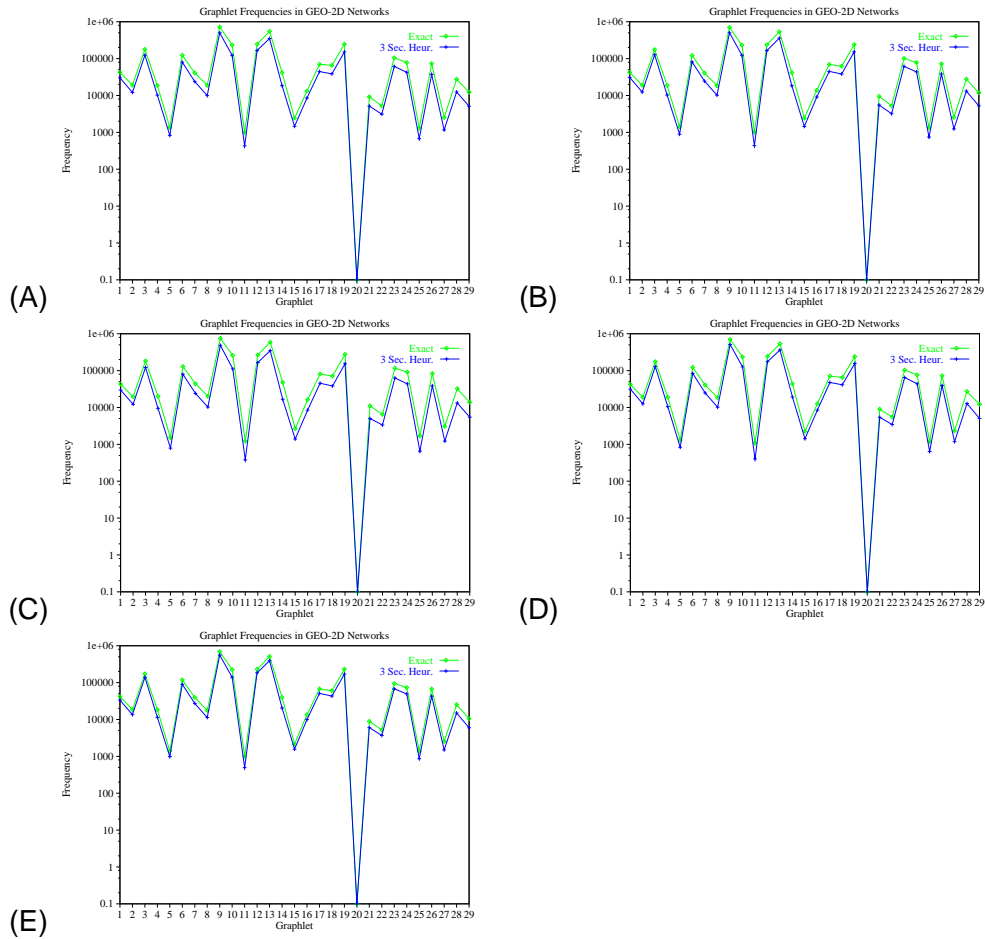 Graphlet Frequencies in GEO-2D Networks
Exact
3 Sec. Heur.
1e+06
100000
10000
1000
100
10
1
0.1
Frequency
1 2 3 4 5 6 7 8 9 10 11 12 13 14 15 16 17 18 19 20 21 22 23 24 25 26 27 28 29
Graphlet
(A)
Graphlet Frequencies in GEO-2D Networks
Exact
3 Sec. Heur.
1e+06
100000
10000
1000
100
10
1
0.1
Frequency
1 2 3 4 5 6 7 8 9 10 11 12 13 14 15 16 17 18 19 20 21 22 23 24 25 26 27 28 29
Graphlet
(B)
Graphlet Frequencies in GEO-2D Networks
Exact
3 Sec. Heur.
1e+06
100000
10000
1000
100
10
1
0.1
Frequency
1 2 3 4 5 6 7 8 9 10 11 12 13 14 15 16 17 18 19 20 21 22 23 24 25 26 27 28 29
Graphlet
(C)
Graphlet Frequencies in GEO-2D Networks
Exact
3 Sec. Heur.
1e+06
100000
10000
1000
100
10
1
0.1
Frequency
1 2 3 4 5 6 7 8 9 10 11 12 13 14 15 16 17 18 19 20 21 22 23 24 25 26 27 28 29
Graphlet
(D)
Graphlet Frequencies in GEO-2D Networks
Exact
3 Sec. Heur.
1e+06
100000
10000
1000
100
10
1
0.1
Frequency
1 2 3 4 5 6 7 8 9 10 11 12 13 14 15 16 17 18 19 20 21 22 23 24 25 26 27 28 29
Graphlet
(E)